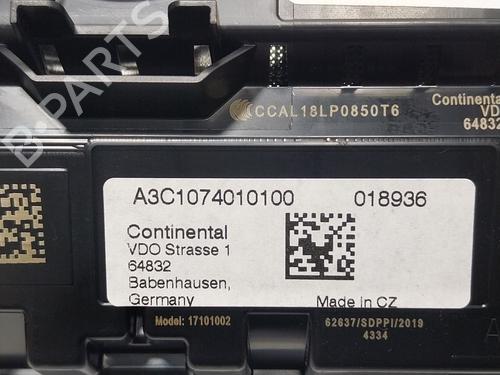 B-PARTS
CCAL18LP0850T6
Continental
VDO
64832
A3C1074010100 018936
Continental
VDO Strasse 1
64832
Babenhausen,
Germany
Made in CZ
Model: 17101002
62637/SDPPI/2019
4334